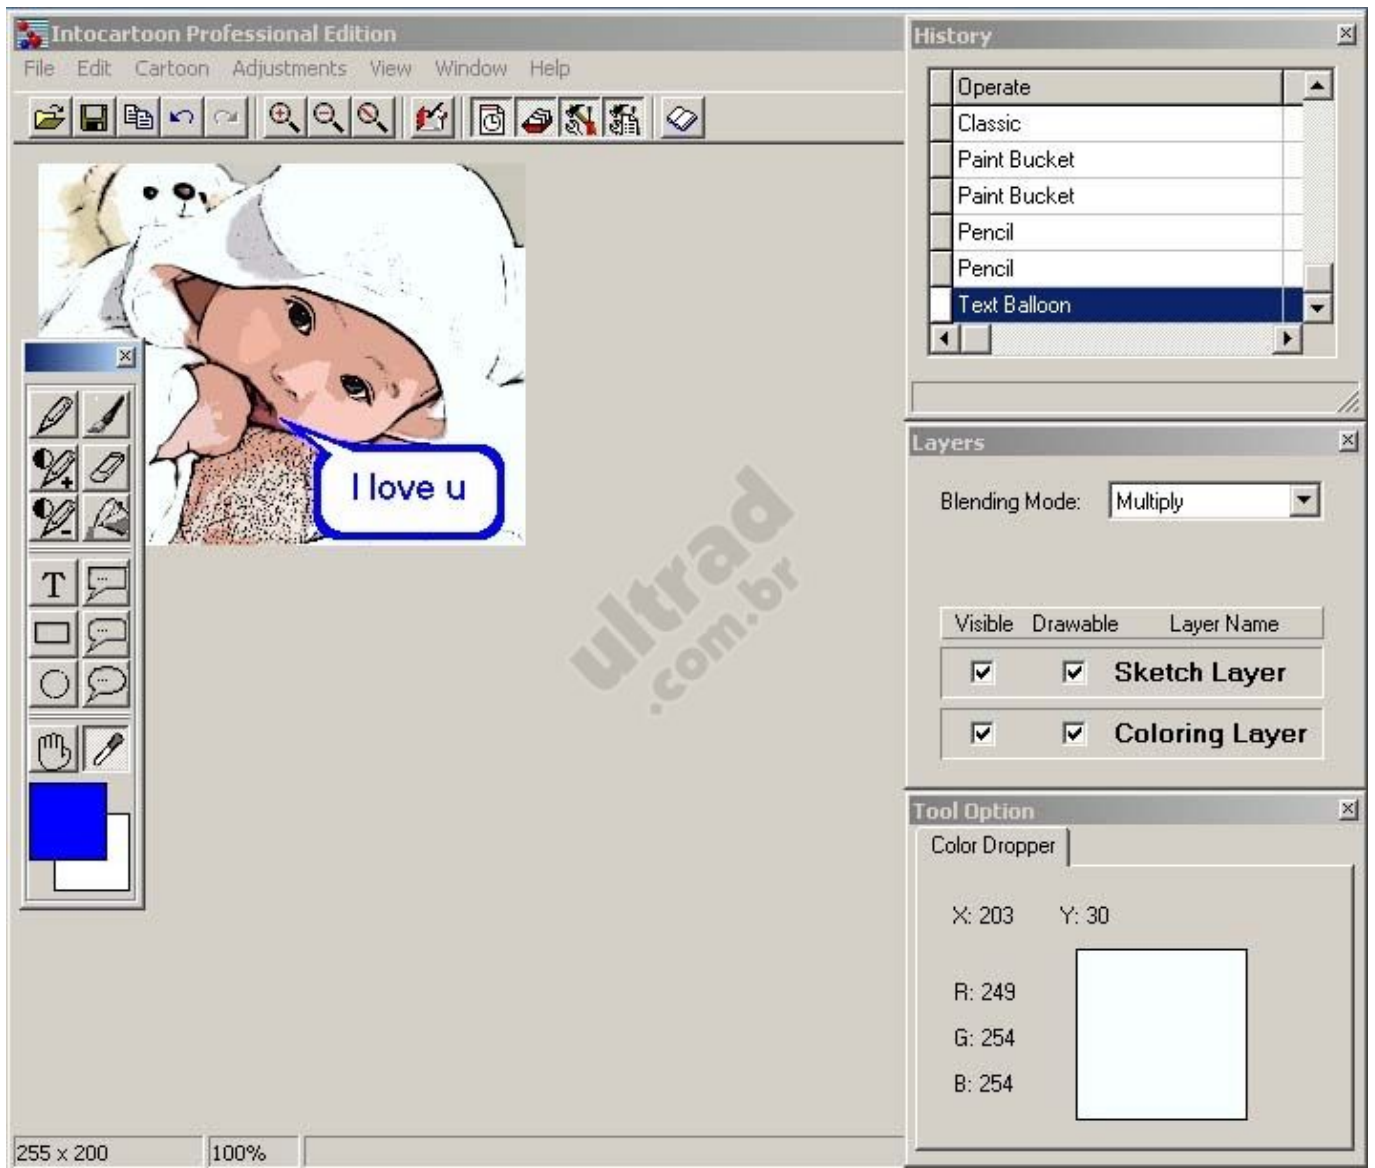 Intocartoon Professional Edition
File Edit Cartoon Adjustments View Window Help
I love u
T
255 x 200 100%
History
Operate
Classic
Paint Bucket
Paint Bucket
Pencil
Pencil
Text Balloon
Layers
Blending Mode: Multiply
Visible Drawable Layer Name
Sketch Layer
Coloring Layer
Tool Option
Color Dropper
X: 203 Y: 30
R: 249
G: 254
B: 254
ultrad
.com.br